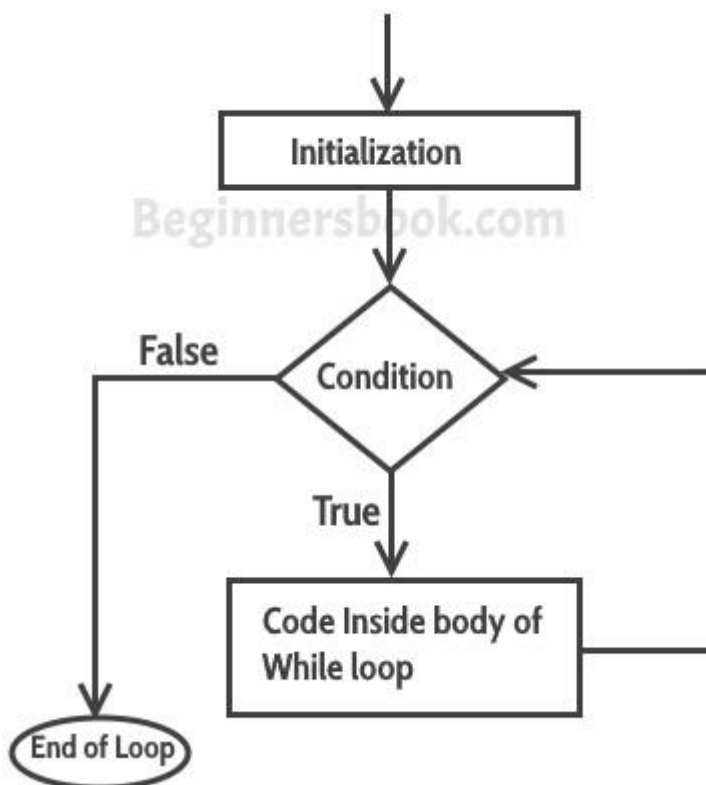 Initialization
Beginnersbook.com
False
Condition
True
Code Inside body of
While loop
End of Loop